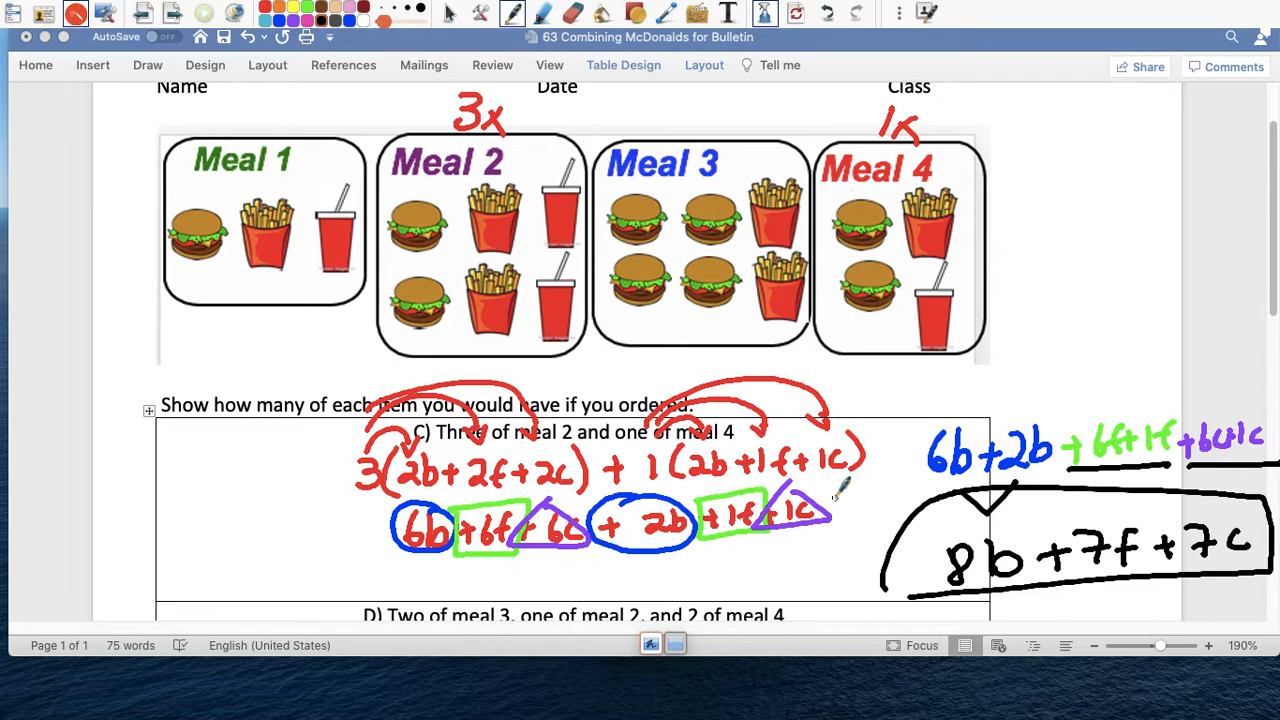 AutoSave OFF 63 Combining McDonalds for Bulletin
Home Insert Draw Design Layout References Mailings Review View Table Design Layout Tell me Share Comments
Name Date Class
3x 1x
Meal 1 Meal 2 Meal 3 Meal 4
Show how many of each item you would have if you ordered:
C) Three of meal 2 and one of meal 4
3(2b+2f+2c) + 1(2b+1f+1c)
6b+2b+6f+1f+6c+1c
6b+6f+6c+2b+1f+1c
8b+7f+7c
D) Two of meal 3, one of meal 2, and 2 of meal 4
Page 1 of 1 75 words English (United States) Focus 190%